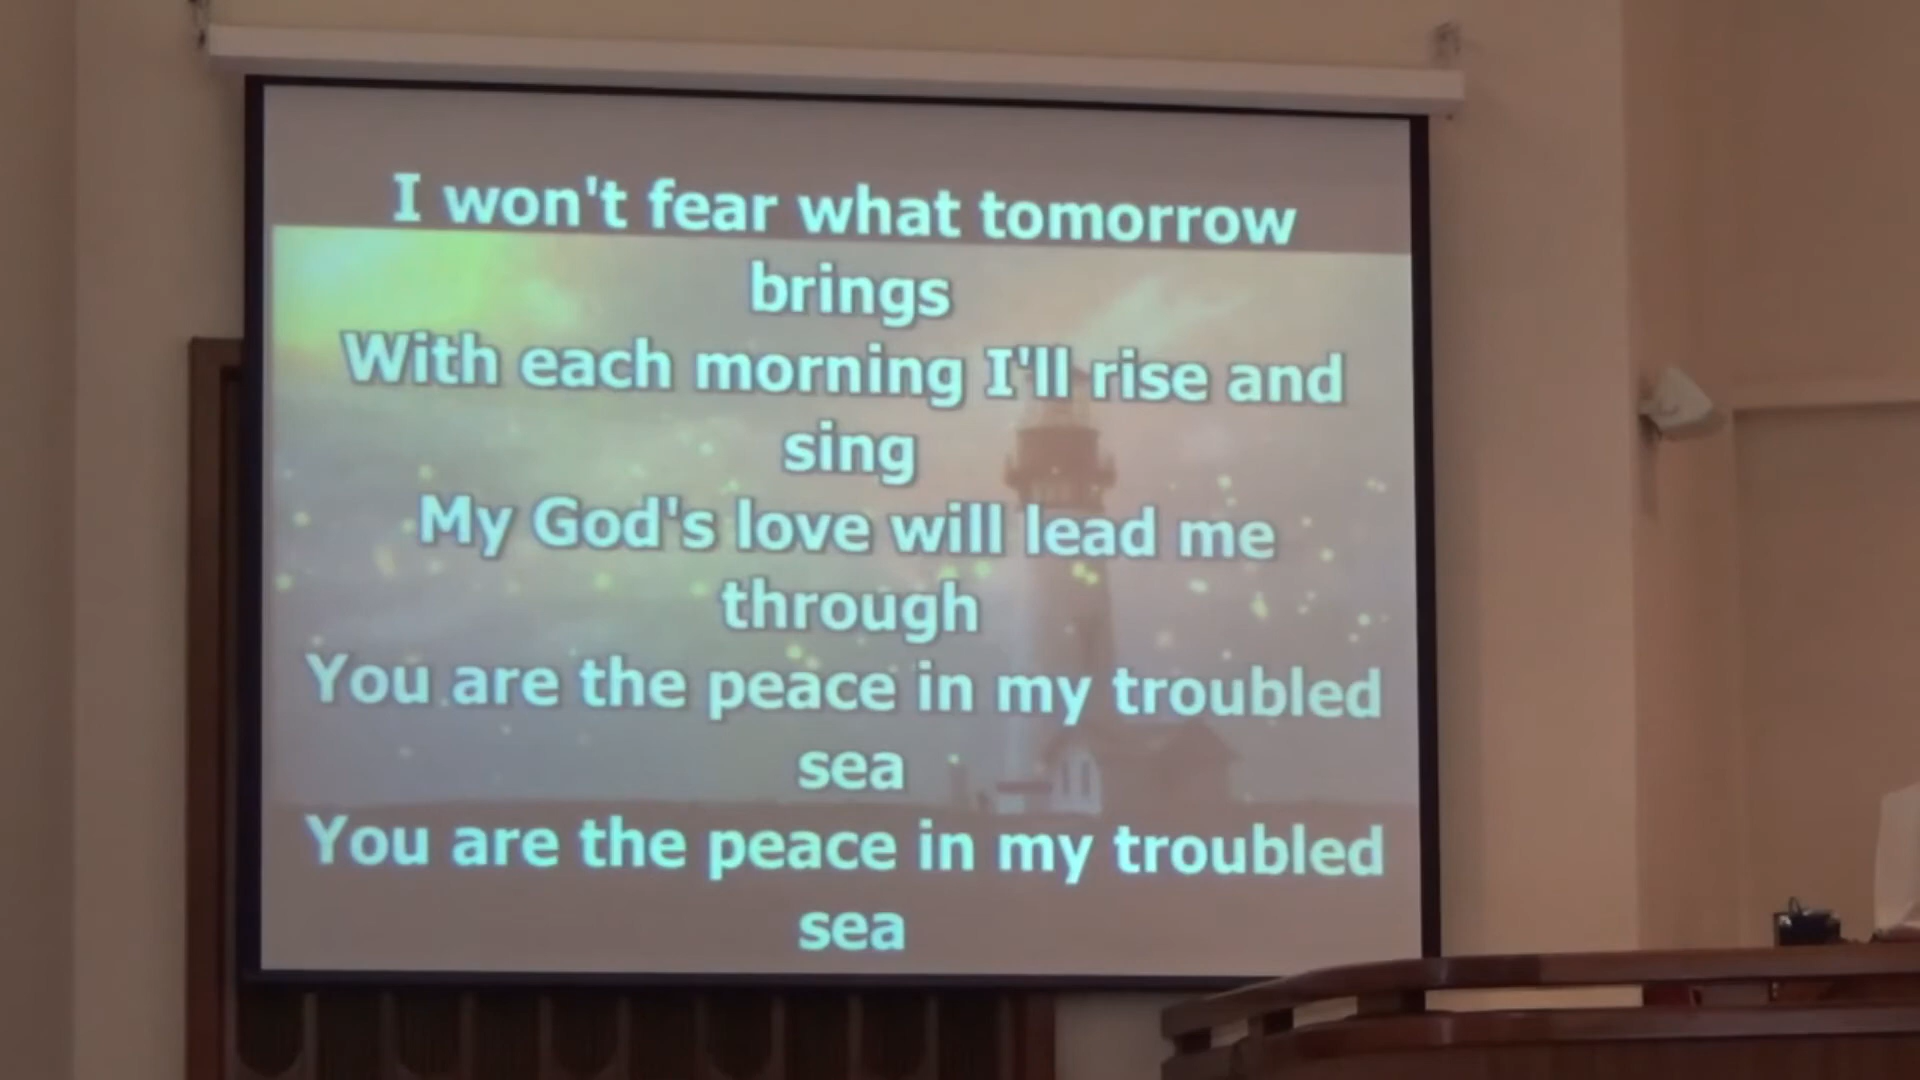 I won't fear what tomorrow
brings
With each morning I'll rise and
sing
My God's love will lead me
through
You are the peace in my troubled
sea
You are the peace in my troubled
sea